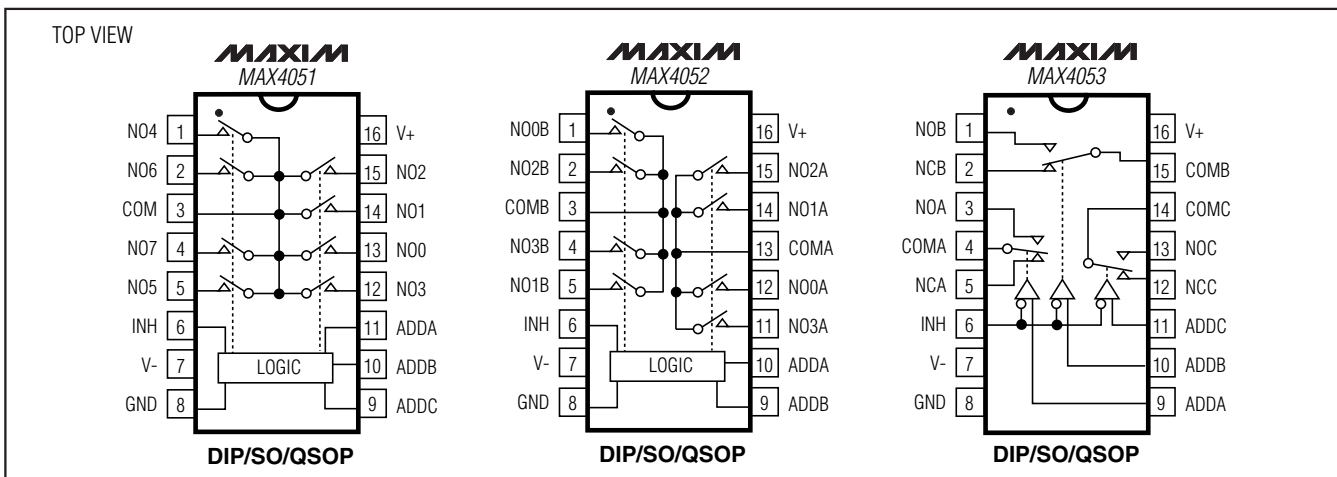 TOP VIEW
MAXIM
MAX4051
NO4 1 16 V+
NO6 2 15 NO2
COM 3 14 NO1
NO7 4 13 NO0
NO5 5 12 NO3
INH 6 11 ADDA
V- 7 LOGIC 10 ADDB
GND 8 9 ADDC
DIP/SO/QSOP
MAXIM
MAX4052
NO0B 1 16 V+
NO2B 2 15 NO2A
COMB 3 14 NO1A
NO3B 4 13 COMA
NO1B 5 12 NO0A
INH 6 11 NO3A
V- 7 LOGIC 10 ADDA
GND 8 9 ADDB
DIP/SO/QSOP
MAXIM
MAX4053
NOB 1 16 V+
NCB 2 15 COMB
NOA 3 14 COMC
COMA 4 13 NOC
NCA 5 12 NCC
INH 6 11 ADDC
V- 7 10 ADDB
GND 8 9 ADDA
DIP/SO/QSOP